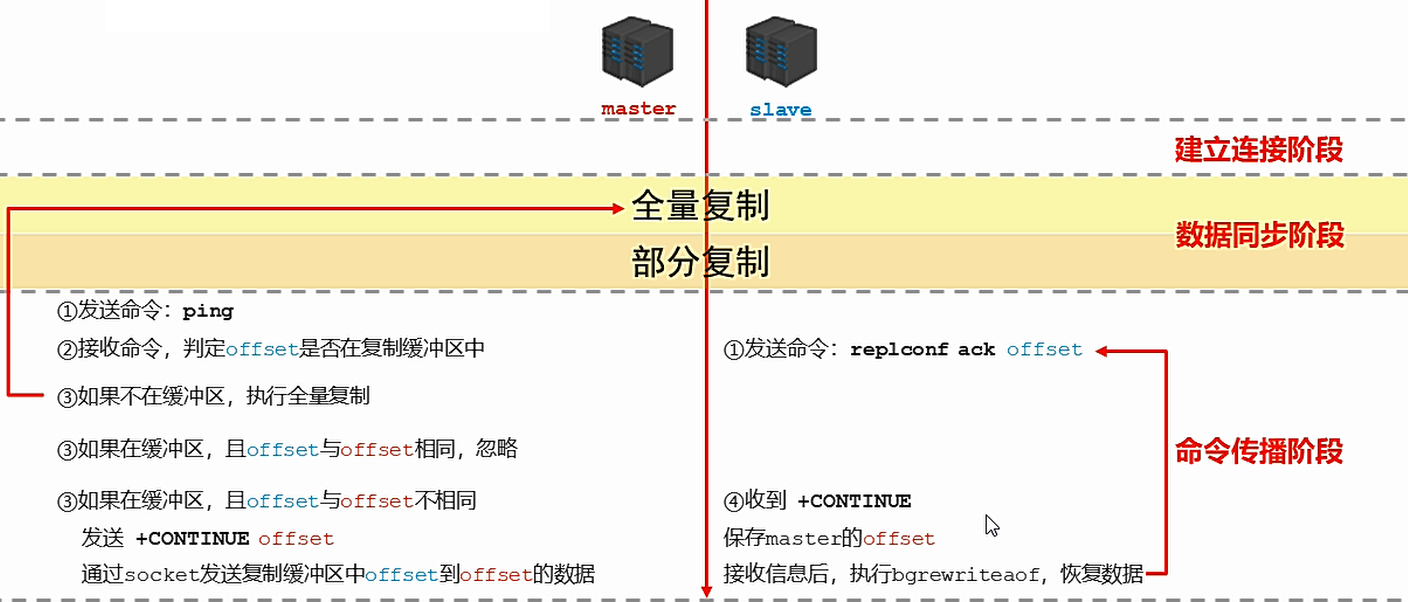 master
slave
建立连接阶段
全量复制
数据同步阶段
部分复制
①发送命令：ping
②接收命令，判定offset是否在复制缓冲区中
①发送命令：replconf ack offset
③如果不在缓冲区，执行全量复制
③如果在缓冲区，且offset与offset相同，忽略
命令传播阶段
③如果在缓冲区，且offset与offset不相同
④收到 +CONTINUE
发送 +CONTINUE offset
保存master的offset
通过socket发送复制缓冲区中offset到offset的数据
接收信息后，执行bgrewriteaof，恢复数据